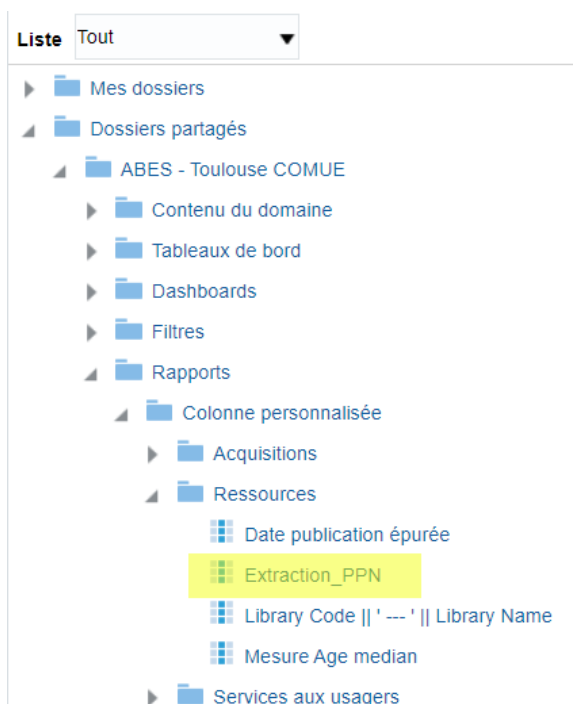 Liste Tout
Mes dossiers
Dossiers partagés
ABES - Toulouse COMUE
Contenu du domaine
Tableaux de bord
Dashboards
Filtres
Rapports
Colonne personnalisée
Acquisitions
Ressources
Date publication épurée
Extraction_PPN
Library Code || ' --- ' || Library Name
Mesure Age median
Services aux usagers